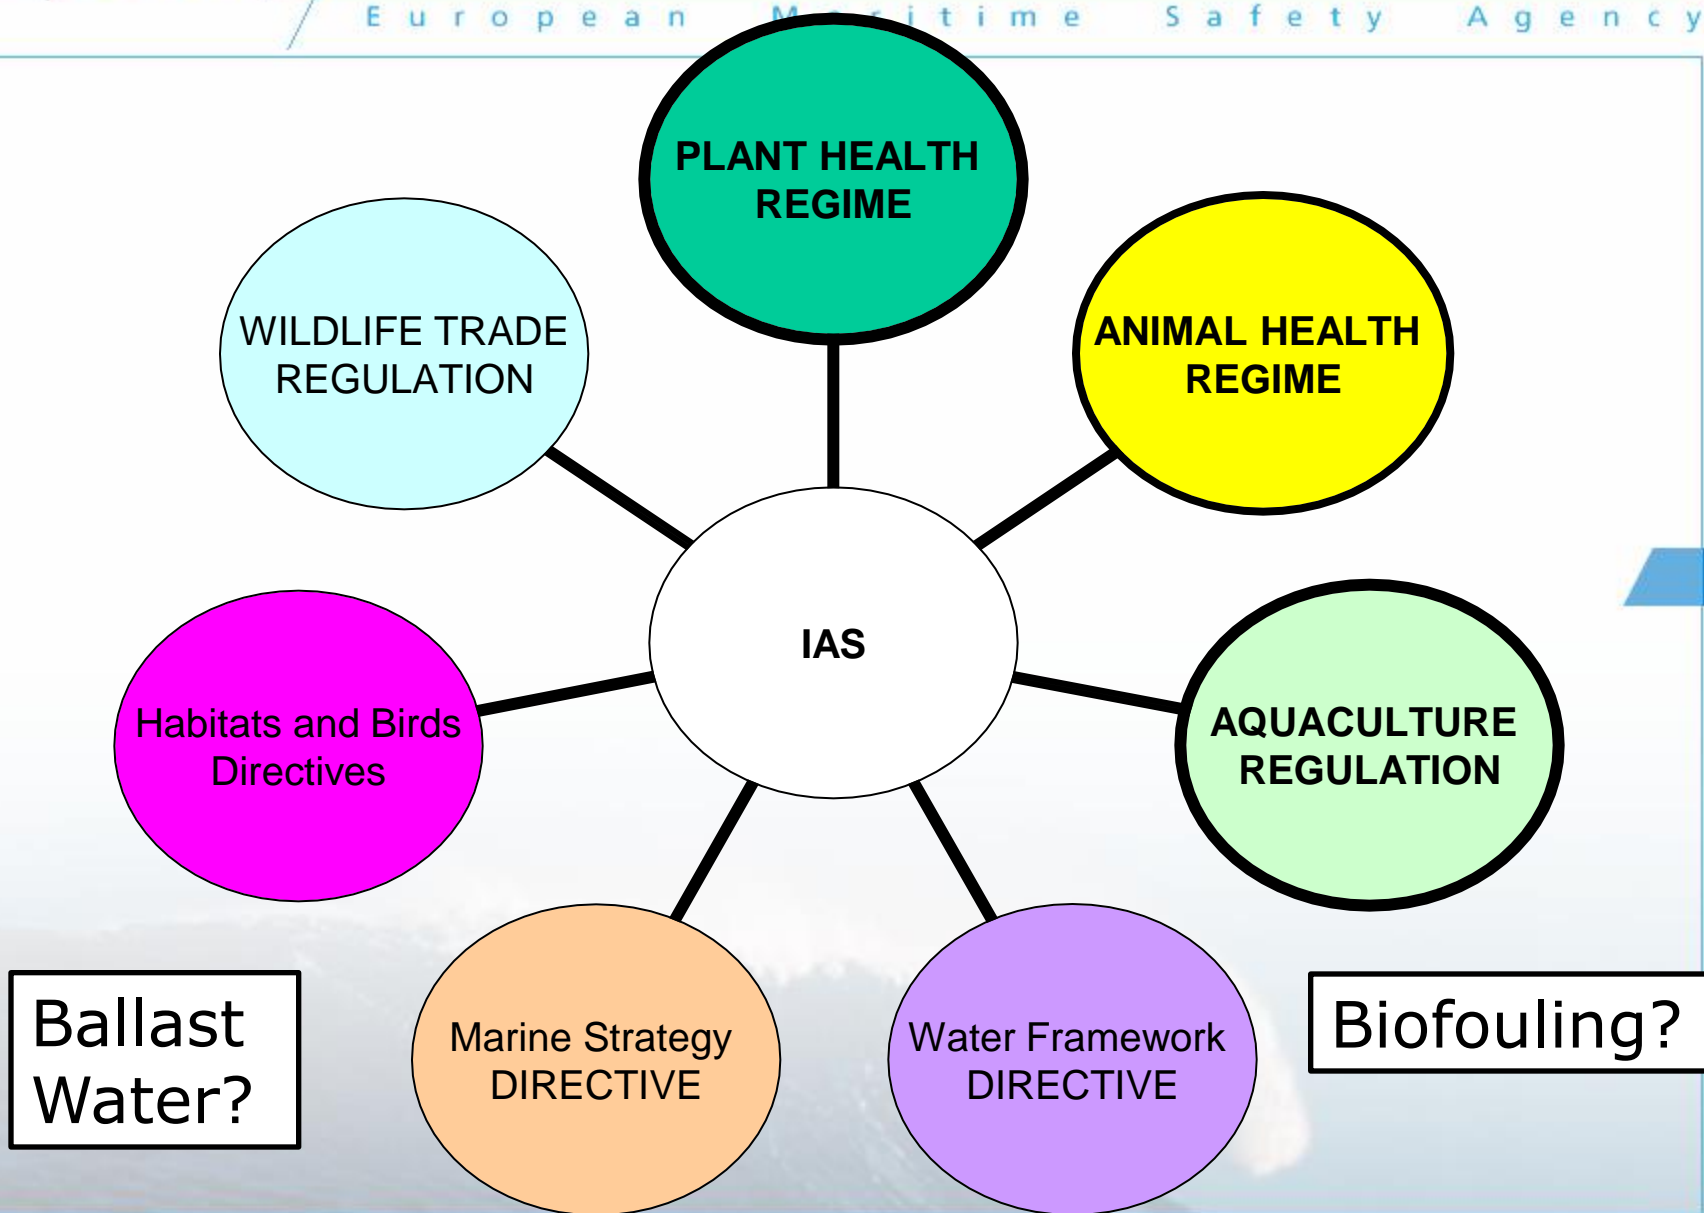 European Maritime Safety Agency
PLANT HEALTH
REGIME
WILDLIFE TRADE
REGULATION
ANIMAL HEALTH
REGIME
IAS
Habitats and Birds
Directives
AQUACULTURE
REGULATION
Marine Strategy
DIRECTIVE
Water Framework
DIRECTIVE
Ballast
Water?
Biofouling?